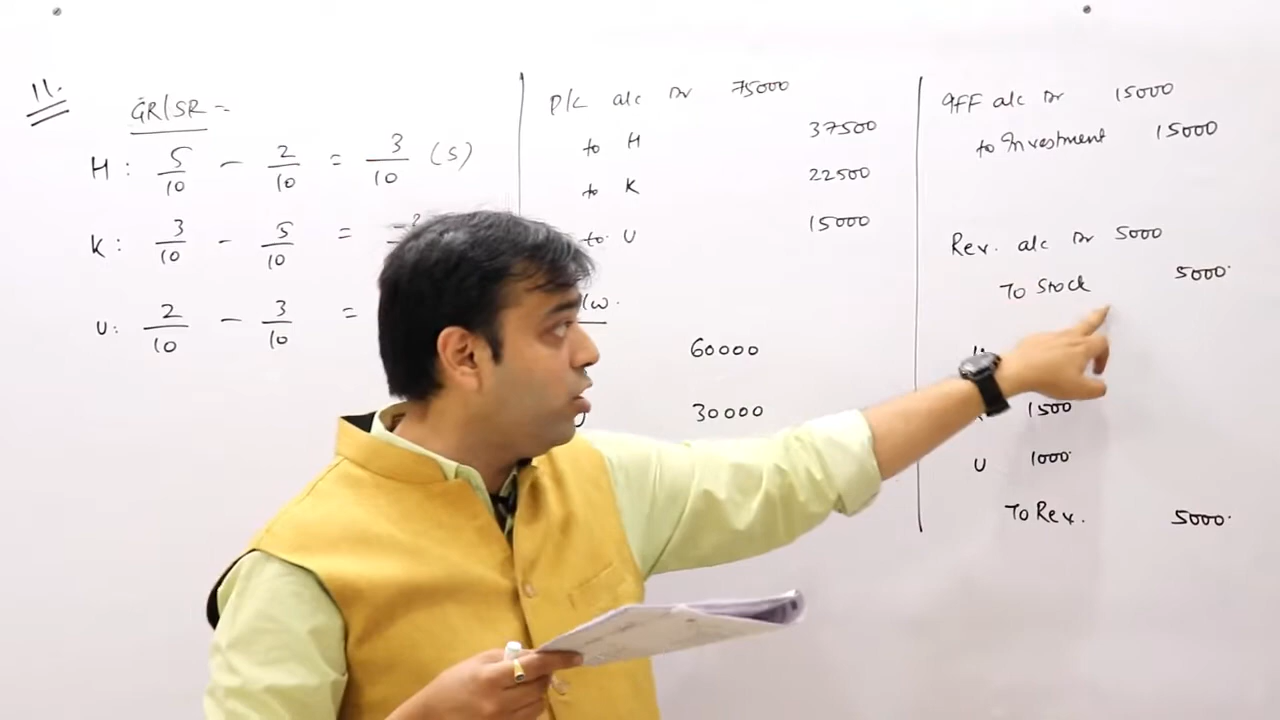 11.
GR/SR =
H: 5/10 - 2/10 = 3/10 (S)
K: 3/10 - 5/10 =
U: 2/10 - 3/10 =
P/L a/c Dr 75000
to H 37500
to K 22500
to U 15000
60000
30000
IFF a/c Dr 15000
to Investment 15000
Rev. a/c Dr 5000
To Stock 5000
1500
U 1000
To Rev. 5000